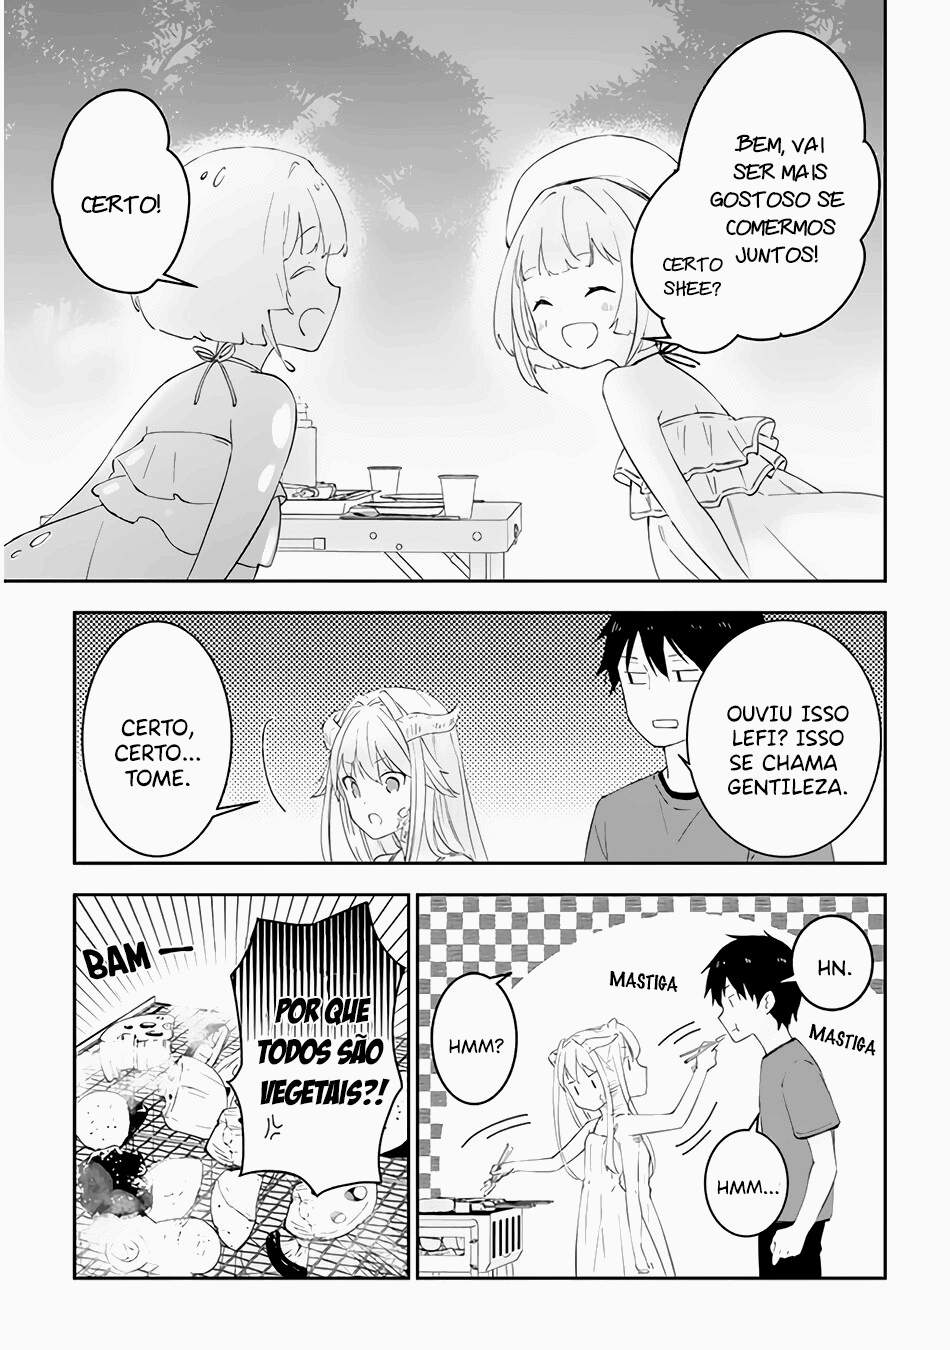 BEM, VAI
SER MAIS
GOSTOSO SE
COMERMOS
JUNTOS!
CERTO
SHEE?
CERTO!
OUVIU ISSO
LEFI? ISSO
SE CHAMA
GENTILEZA.
CERTO,
CERTO...
TOME.
HN.
MASTIGA
MASTIGA
HMM?
HMM...
BAM —
POR QUE
TODOS SÃO
VEGETAIS?!